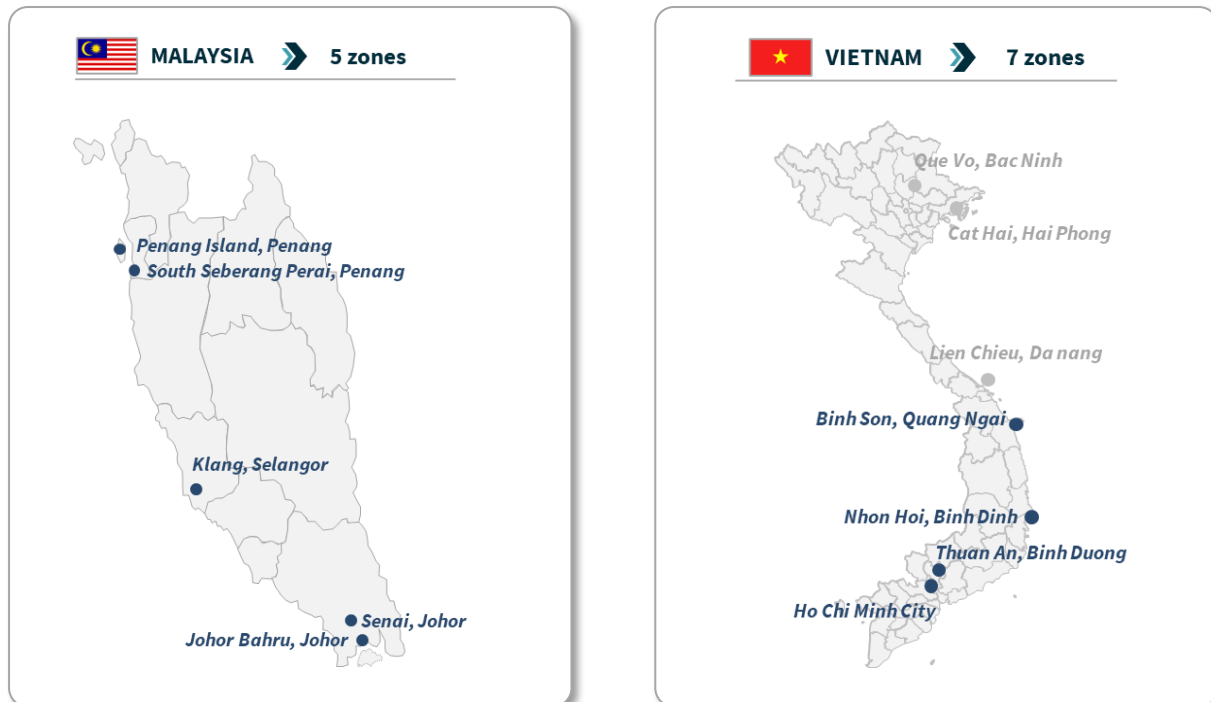 MALAYSIA 5 zones
Penang Island, Penang
South Seberang Perai, Penang
Klang, Selangor
Senai, Johor
Johor Bahru, Johor
VIETNAM 7 zones
Que Vo, Bac Ninh
Cat Hai, Hai Phong
Lien Chieu, Da nang
Binh Son, Quang Ngai
Nhon Hoi, Binh Dinh
Thuan An, Binh Duong
Ho Chi Minh City